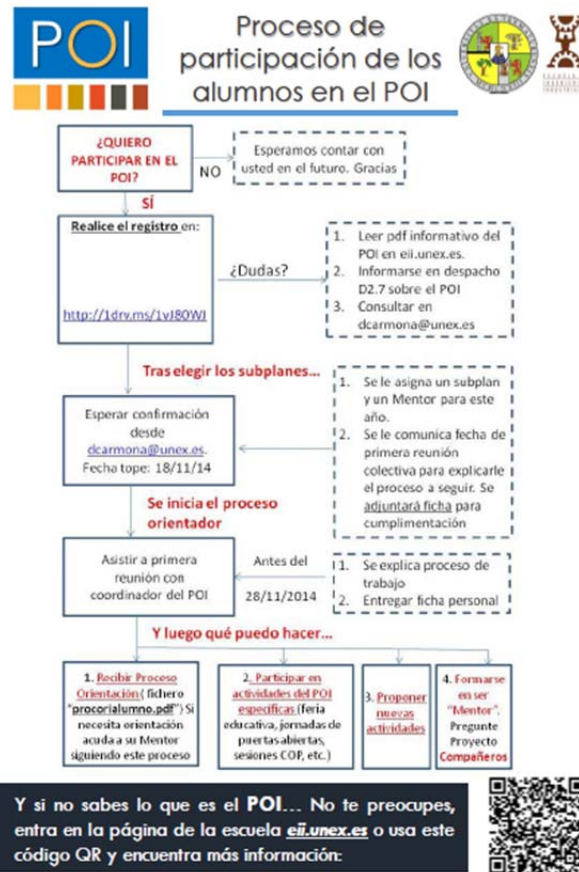 POI
Proceso de
participación de los
alumnos en el POI
¿QUIERO
PARTICIPAR EN EL
POI?
NO
Esperamos contar con
usted en el futuro. Gracias
SÍ
Realice el registro en:
http://1drv.ms/1vJ80WJ
¿Dudas?
1. Leer pdf informativo del
POI en eii.unex.es.
2. Informarse en despacho
D2.7 sobre el POI
3. Consultar en
dcarmona@unex.es
Tras elegir los subplanes...
Esperar confirmación
desde
dcarmona@unex.es.
Fecha tope: 18/11/14
1. Se le asigna un subplan
y un Mentor para este
año.
2. Se le comunica fecha de
primera reunión
colectiva para explicarle
el proceso a seguir. Se
adjuntará ficha para
cumplimentación
Se inicia el proceso
orientador
Asistir a primera
reunión con
coordinador del POI
Antes del
28/11/2014
1. Se explica proceso de
trabajo
2. Entregar ficha personal
Y luego qué puedo hacer...
1. Recibir Proceso
Orientación ( fichero
"procorialumno.pdf") Si
necesita orientación
acuda a su Mentor
siguiendo este proceso
2. Participar en
actividades del POI
específicas (feria
educativa, jornadas de
puertas abiertas,
sesiones COP, etc.)
3. Proponer
nuevas
actividades
4. Formarse
en ser
"Mentor".
Pregunte
Proyecto
Compañeros
Y si no sabes lo que es el POI... No te preocupes,
entra en la página de la escuela eii.unex.es o usa este
código QR y encuentra más información: